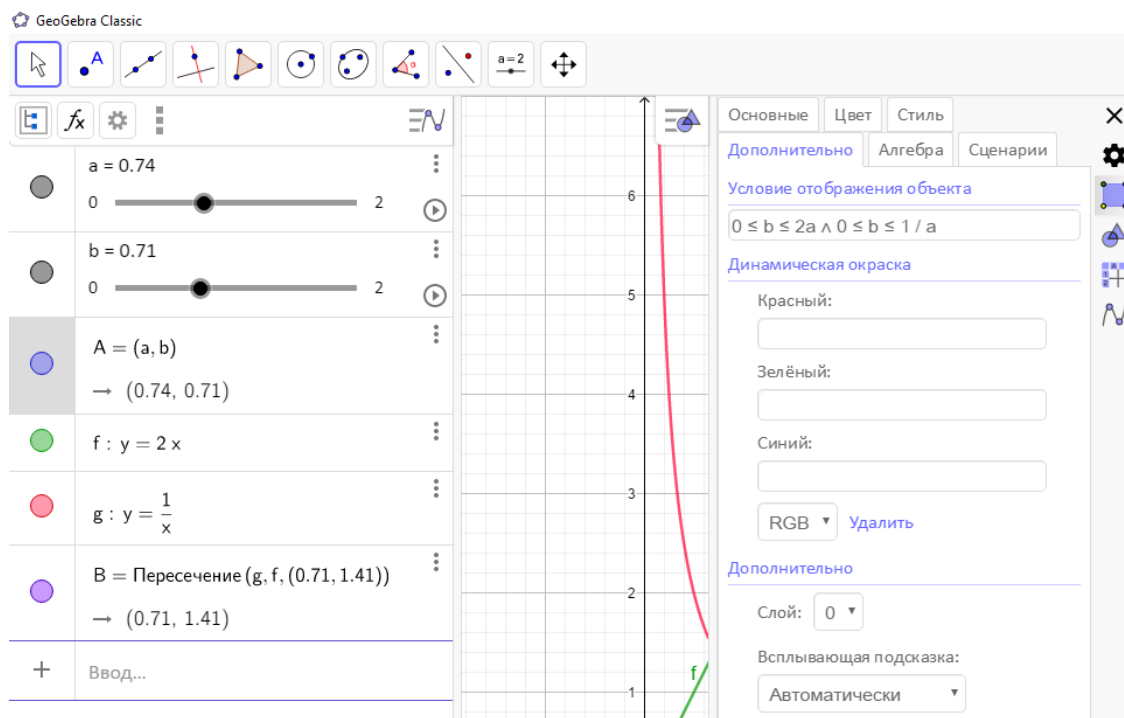 GeoGebra Classic
A
a=2
fx
a = 0.74
0
2
b = 0.71
0
2
A = (a, b)
→ (0.74, 0.71)
f : y = 2 x
g : y = 1/x
B = Пересечение (g, f, (0.71, 1.41))
→ (0.71, 1.41)
+ Ввод...
6
5
4
3
2
1
f
Основные Цвет Стиль
Дополнительно Алгебра Сценарии
Условие отображения объекта
0 ≤ b ≤ 2a ∧ 0 ≤ b ≤ 1 / a
Динамическая окраска
Красный:
Зелёный:
Синий:
RGB Удалить
Дополнительно
Слой: 0
Всплывающая подсказка:
Автоматически